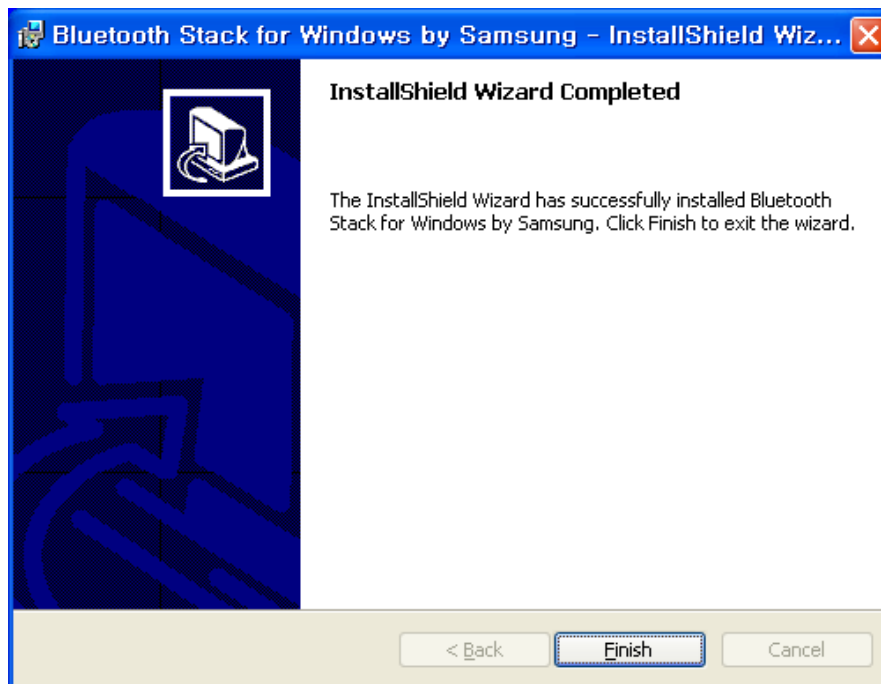 Bluetooth Stack for Windows by Samsung - InstallShield Wiz...
InstallShield Wizard Completed
The InstallShield Wizard has successfully installed Bluetooth
Stack for Windows by Samsung. Click Finish to exit the wizard.
< Back
Finish
Cancel